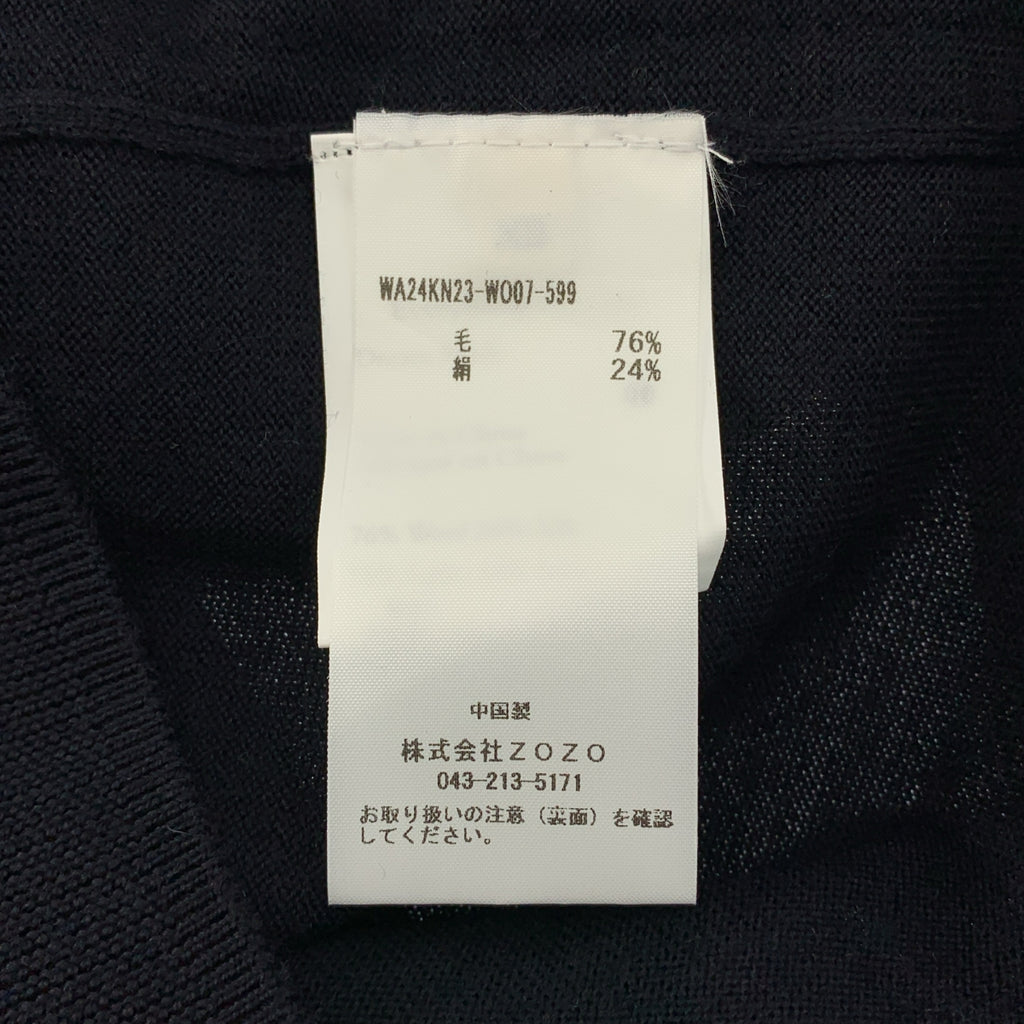 WA24KN23-WO07-599
毛 76%
絹 24%
中国製
株式会社ZOZO
043-213-5171
お取り扱いの注意（裏面）を確認
してください。